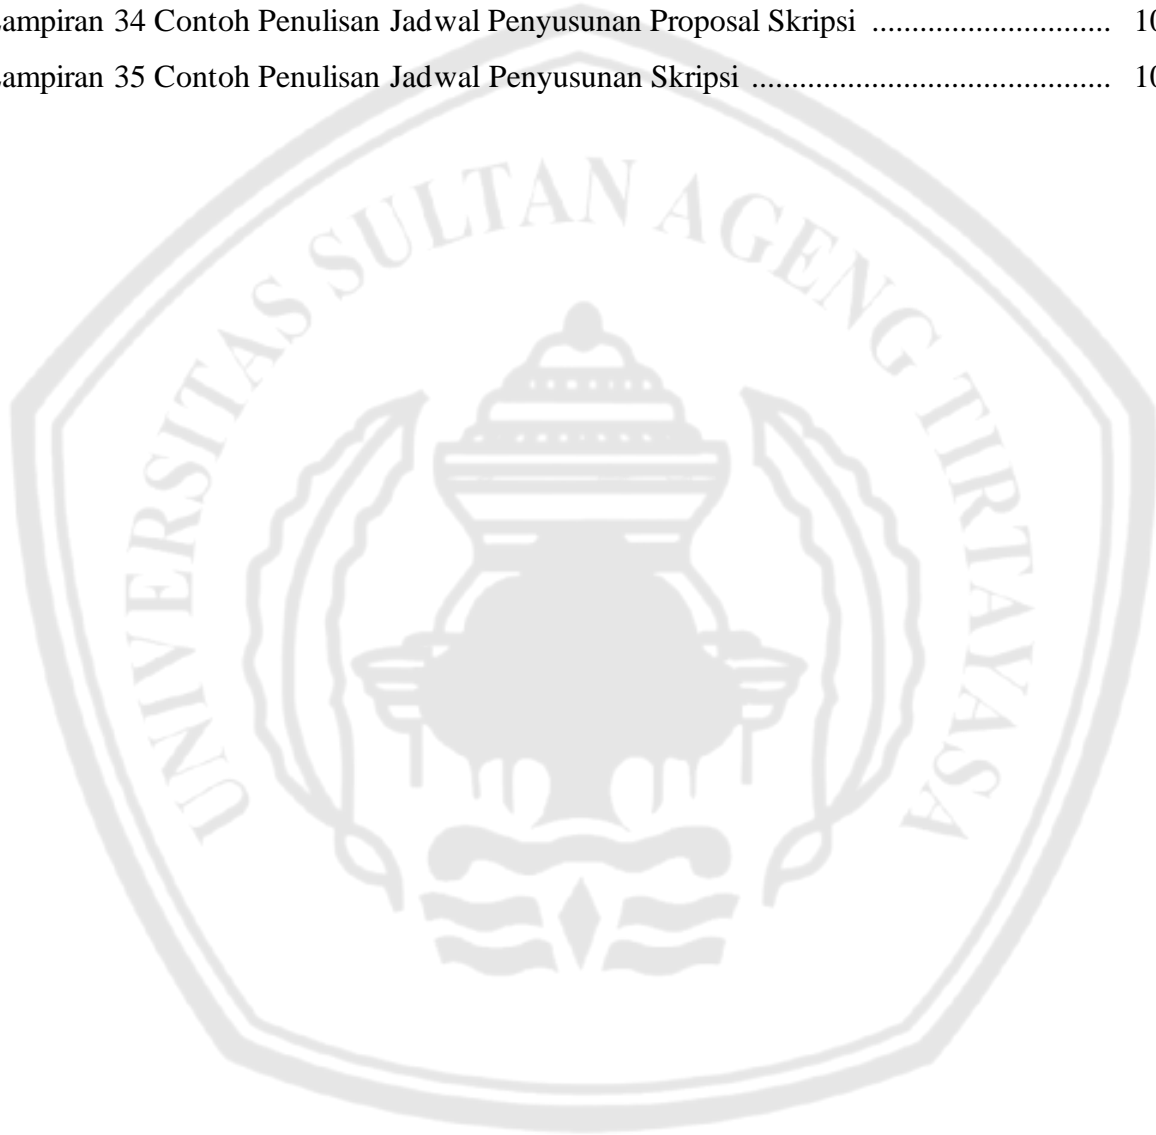 ampiran 34 Contoh Penulisan Jadwal Penyusunan Proposal Skripsi .............................. 10
ampiran 35 Contoh Penulisan Jadwal Penyusunan Skripsi ............................................. 10
UNIVERSITAS SULTAN AGENG TIRTAYASA